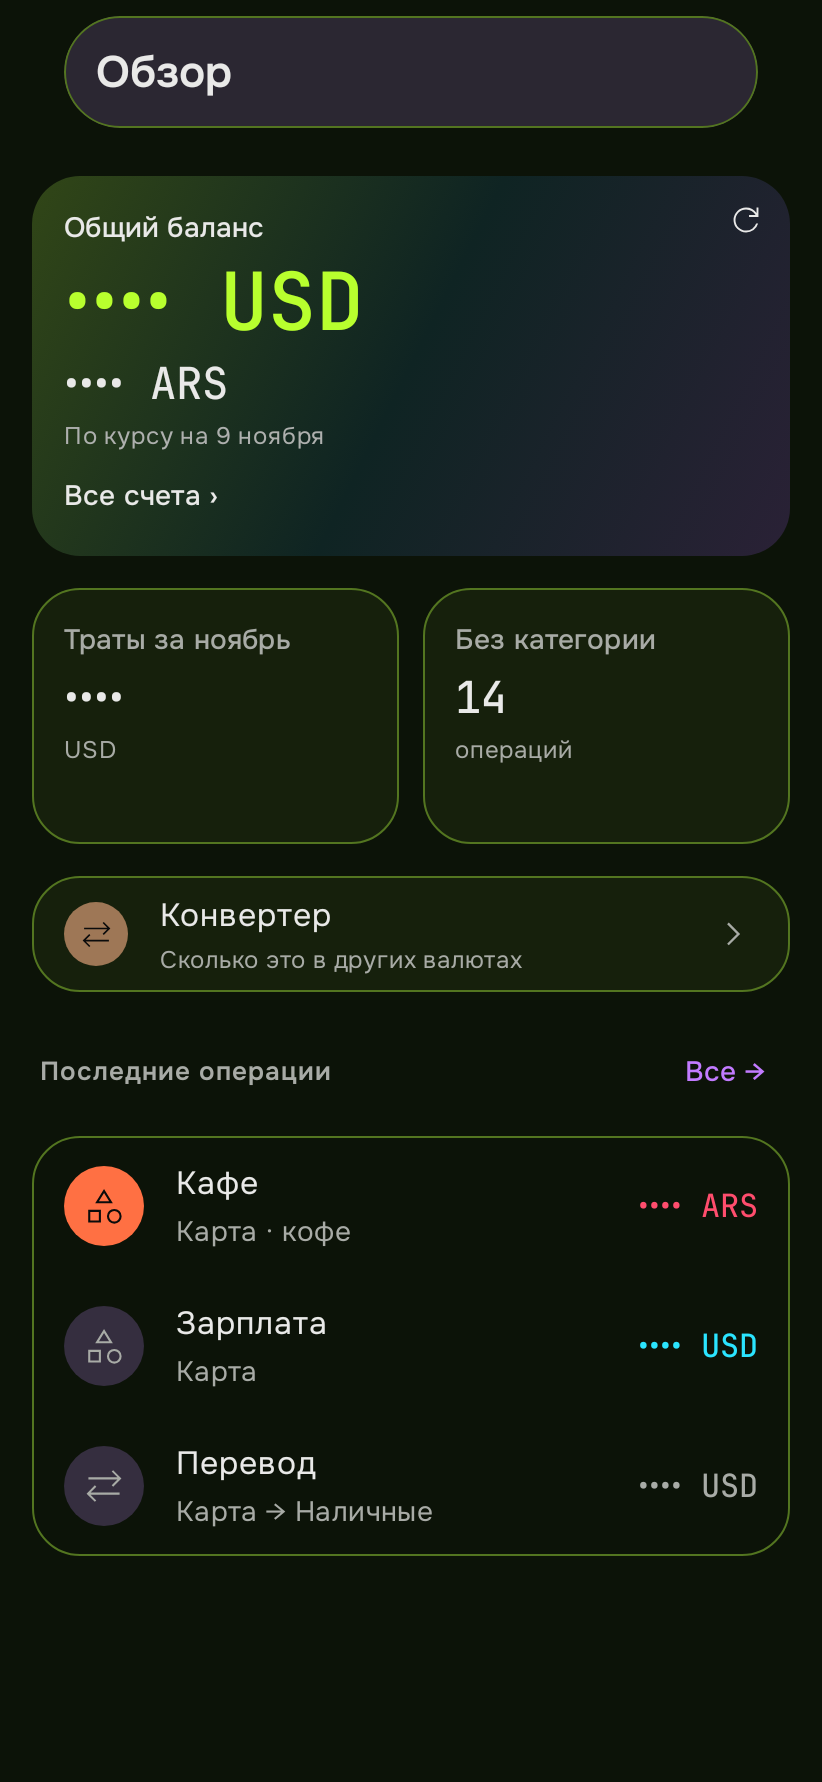 Обзор
Общий баланс
•••• USD
•••• ARS
По курсу на 9 ноября
Все счета ›
Траты за ноябрь
••••
USD
Без категории
14
операций
Конвертер
Сколько это в других валютах
Последние операции
Все →
Кафе
Карта · кофе
•••• ARS
Зарплата
Карта
•••• USD
Перевод
Карта → Наличные
•••• USD